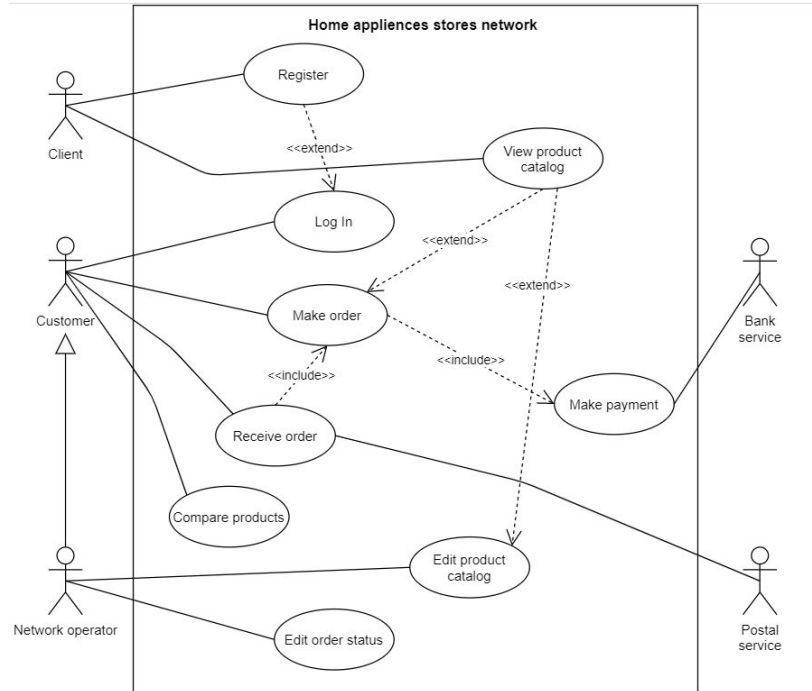 Home appliences stores network
Register
Client
<<extend>>
View product
catalog
Log In
<<extend>>
<<extend>>
Customer
Make order
Bank
service
<<include>>
<<include>>
Make payment
Receive order
Compare products
Edit product
catalog
Network operator
Edit order status
Postal
service